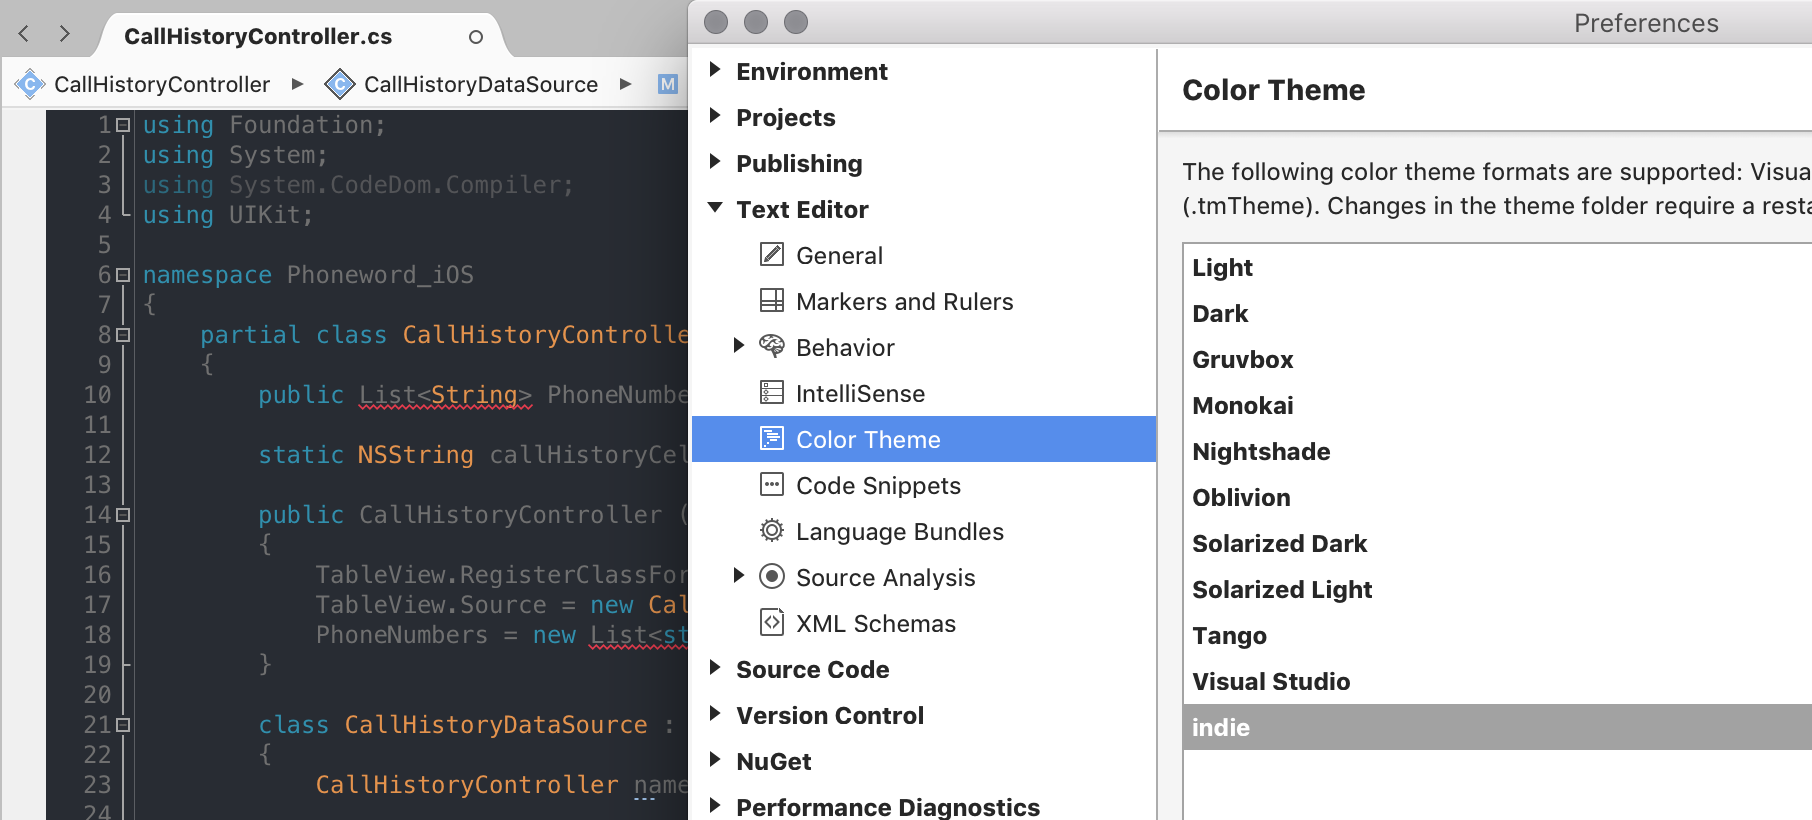 CallHistoryController.cs
CallHistoryController ▶ CallHistoryDataSource ▶ M
1 using Foundation;
2 using System;
3 using System.CodeDom.Compiler;
4 using UIKit;
5
6 namespace Phoneword_iOS
7 {
8 partial class CallHistoryControlle
9 {
10 public List<String> PhoneNumbe
11
12 static NSString callHistoryCel
13
14 public CallHistoryController (
15 {
16 TableView.RegisterClassFor
17 TableView.Source = new Cal
18 PhoneNumbers = new List<st
19 }
20
21 class CallHistoryDataSource :
22 {
23 CallHistoryController name
24
Preferences
Environment
Projects
Publishing
Text Editor
General
Markers and Rulers
Behavior
IntelliSense
Color Theme
Code Snippets
Language Bundles
Source Analysis
XML Schemas
Source Code
Version Control
NuGet
Performance Diagnostics
Color Theme
The following color theme formats are supported: Visua
(.tmTheme). Changes in the theme folder require a resta
Light
Dark
Gruvbox
Monokai
Nightshade
Oblivion
Solarized Dark
Solarized Light
Tango
Visual Studio
indie